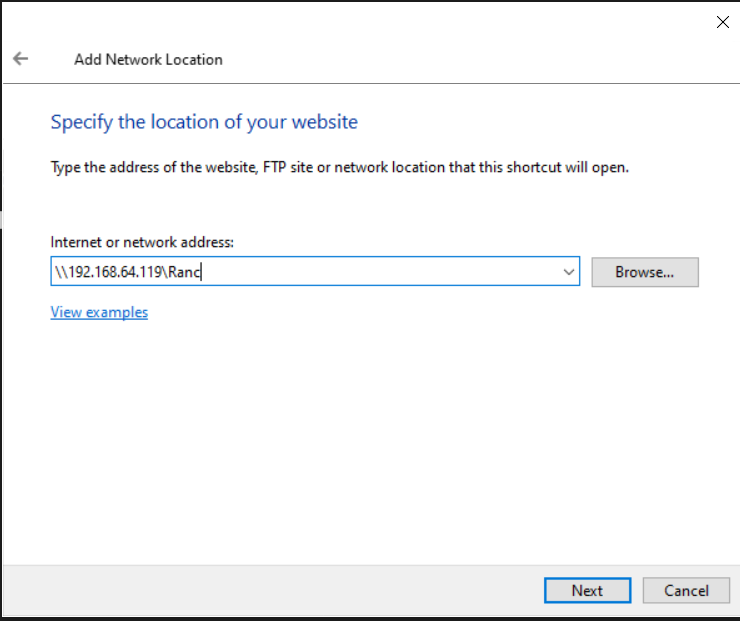 Add Network Location
Specify the location of your website
Type the address of the website, FTP site or network location that this shortcut will open.
Internet or network address:
\\192.168.64.119\Ranc
Browse...
View examples
Next
Cancel